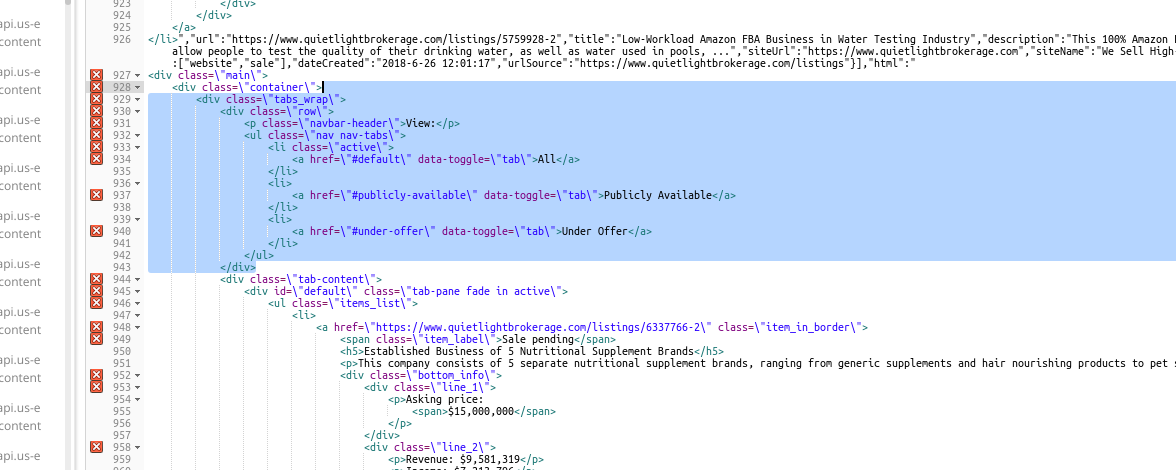 api.us-e
content
api.us-e
content
api.us-e
content
api.us-e
content
api.us-e
content
api.us-e
content
api.us-e
content
api.us-e
content
api.us-e
content
api.us-e
923 </div>
924 </div>
925 </a>
926 </li>","url":"https://www.quietlightbrokerage.com/listings/5759928-2","title":"Low-Workload Amazon FBA Business in Water Testing Industry","description":"This 100% Amazon
allow people to test the quality of their drinking water, as well as water used in pools, ...","siteUrl":"https://www.quietlightbrokerage.com","siteName":"We Sell High
:["website","sale"],"dateCreated":"2018-6-26 12:01:17","urlSource":"https://www.quietlightbrokerage.com/listings"}],"html":"
927 <div class=\"main\">
928 <div class=\"container\">
929 <div class=\"tabs_wrap\">
930 <div class=\"row\">
931 <p class=\"navbar-header\">View:</p>
932 <ul class=\"nav nav-tabs\">
933 <li class=\"active\">
934 <a href=\"#default\" data-toggle=\"tab\">All</a>
935 </li>
936 <li>
937 <a href=\"#publicly-available\" data-toggle=\"tab\">Publicly Available</a>
938 </li>
939 <li>
940 <a href=\"#under-offer\" data-toggle=\"tab\">Under Offer</a>
941 </li>
942 </ul>
943 </div>
944 <div class=\"tab-content\">
945 <div id=\"default\" class=\"tab-pane fade in active\">
946 <ul class=\"items_list\">
947 <li>
948 <a href=\"https://www.quietlightbrokerage.com/listings/6337766-2\" class=\"item_in_border\">
949 <span class=\"item_label\">Sale pending</span>
950 <h5>Established Business of 5 Nutritional Supplement Brands</h5>
951 <p>This company consists of 5 separate nutritional supplement brands, ranging from generic supplements and hair nourishing products to pet
952 <div class=\"bottom_info\">
953 <div class=\"line_1\">
954 <p>Asking price:
955 <span>$15,000,000</span>
956 </p>
957 </div>
958 <div class=\"line_2\">
959 <p>Revenue: $9,581,319</p>